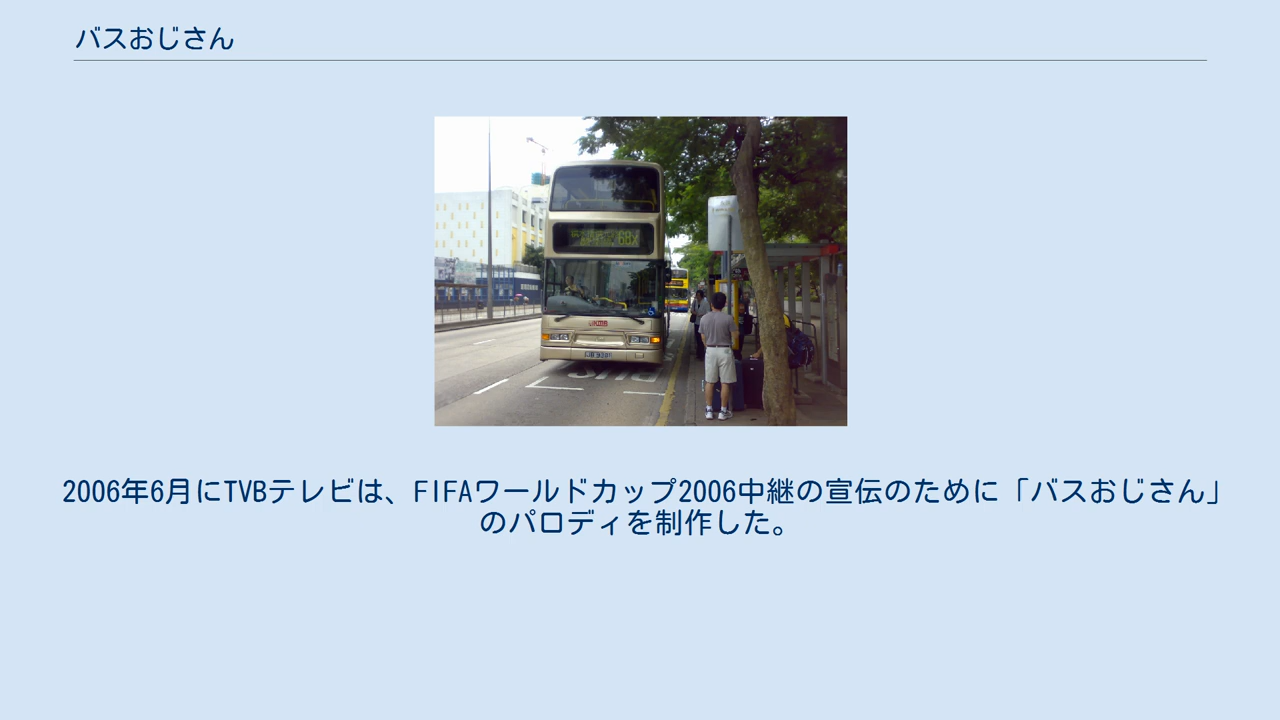 バスおじさん
68X
KMB
2006年6月にTVBテレビは、FIFAワールドカップ2006中継の宣伝のために「バスおじさん」
のパロディを制作した。